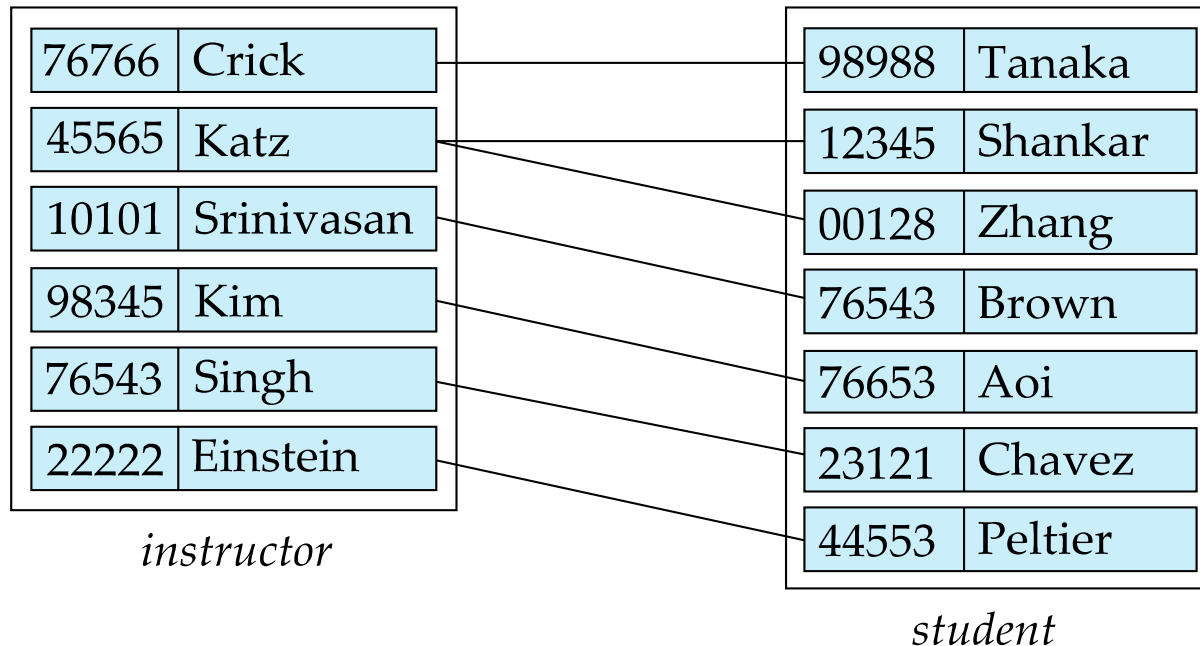 76766 Crick
45565 Katz
10101 Srinivasan
98345 Kim
76543 Singh
22222 Einstein
instructor
98988 Tanaka
12345 Shankar
00128 Zhang
76543 Brown
76653 Aoi
23121 Chavez
44553 Peltier
student